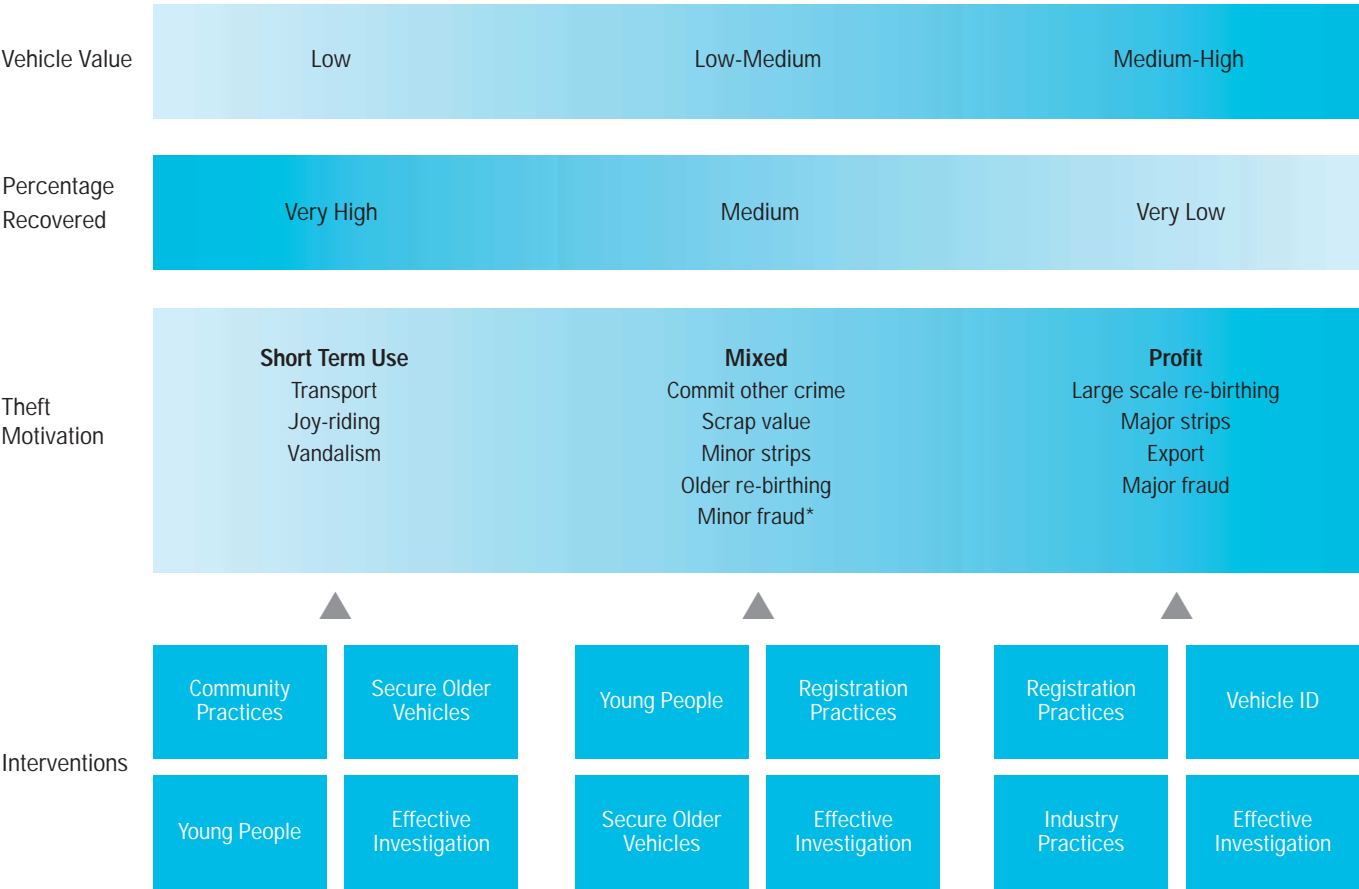 Vehicle Value
Low
Low-Medium
Medium-High
Percentage
Recovered
Very High
Medium
Very Low
Theft
Motivation
Short Term Use
Transport
Joy-riding
Vandalism
Mixed
Commit other crime
Scrap value
Minor strips
Older re-birthing
Minor fraud*
Profit
Large scale re-birthing
Major strips
Export
Major fraud
Interventions
Community
Practices
Secure Older
Vehicles
Young People
Effective
Investigation
Young People
Registration
Practices
Secure Older
Vehicles
Effective
Investigation
Registration
Practices
Vehicle ID
Industry
Practices
Effective
Investigation